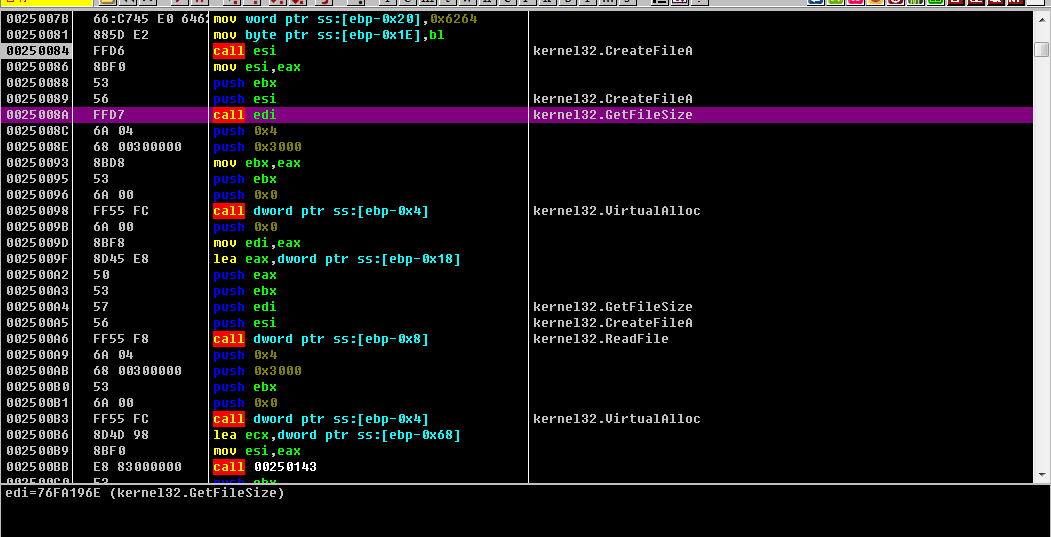 0025007B 66:C745 E0 6462 mov word ptr ss:[ebp-0x20],0x6264
00250081 885D E2 mov byte ptr ss:[ebp-0x1E],bl
00250084 FFD6 call esi kernel32.CreateFileA
00250086 8BF0 mov esi,eax
00250088 53 push ebx
00250089 56 push esi kernel32.CreateFileA
0025008A FFD7 call edi kernel32.GetFileSize
0025008C 6A 04 push 0x4
0025008E 68 00300000 push 0x3000
00250093 8BD8 mov ebx,eax
00250095 53 push ebx
00250096 6A 00 push 0x0
00250098 FF55 FC call dword ptr ss:[ebp-0x4] kernel32.VirtualAlloc
0025009B 6A 00 push 0x0
0025009D 8BF8 mov edi,eax
0025009F 8D45 E8 lea eax,dword ptr ss:[ebp-0x18]
002500A2 50 push eax
002500A3 53 push ebx
002500A4 57 push edi kernel32.GetFileSize
002500A5 56 push esi kernel32.CreateFileA
002500A6 FF55 F8 call dword ptr ss:[ebp-0x8] kernel32.ReadFile
002500A9 6A 04 push 0x4
002500AB 68 00300000 push 0x3000
002500B0 53 push ebx
002500B1 6A 00 push 0x0
002500B3 FF55 FC call dword ptr ss:[ebp-0x4] kernel32.VirtualAlloc
002500B6 8D4D 98 lea ecx,dword ptr ss:[ebp-0x68]
002500B9 8BF0 mov esi,eax
002500BB E8 83000000 call 00250143
edi=76FA196E (kernel32.GetFileSize)